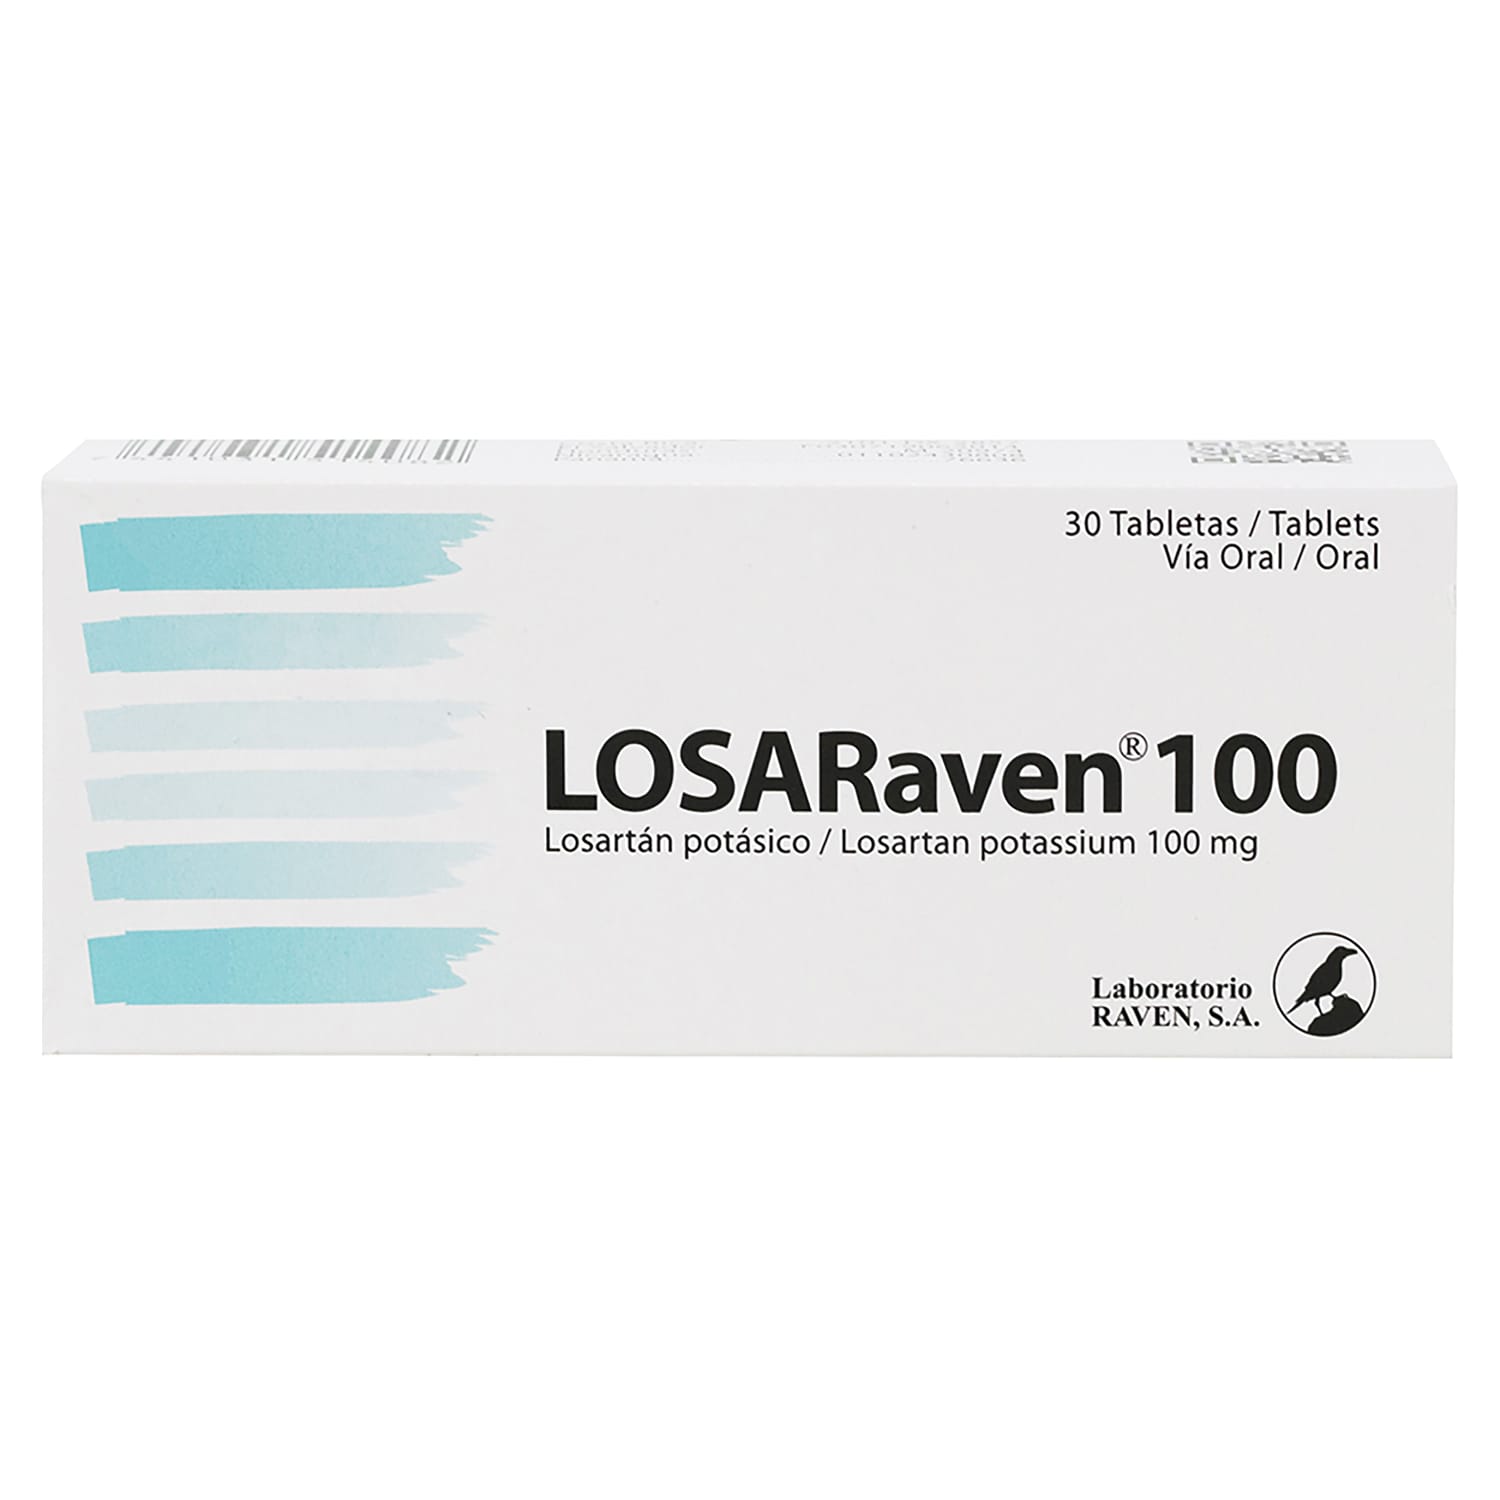 30 Tabletas / Tablets
Vía Oral / Oral
LOSARaven® 100
Losartán potásico / Losartan potassium 100 mg
Laboratorio
RAVEN, S.A.